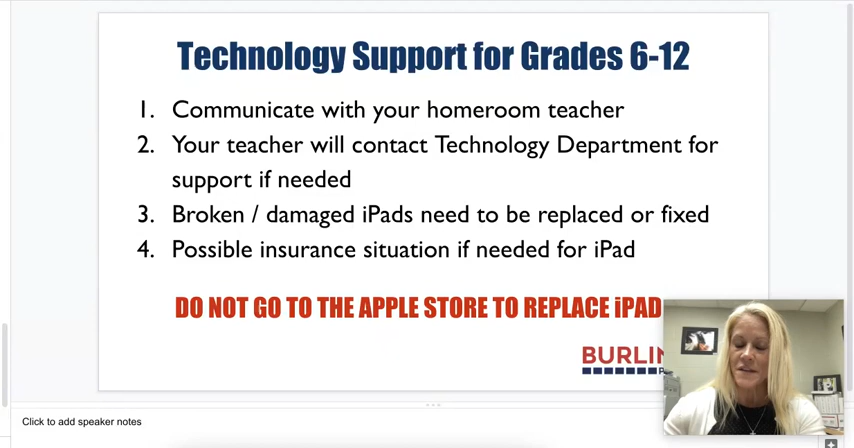 Technology Support for Grades 6-12
1. Communicate with your homeroom teacher
2. Your teacher will contact Technology Department for
support if needed
3. Broken / damaged iPads need to be replaced or fixed
4. Possible insurance situation if needed for iPad
DO NOT GO TO THE APPLE STORE TO REPLACE iPAD
Click to add speaker notes